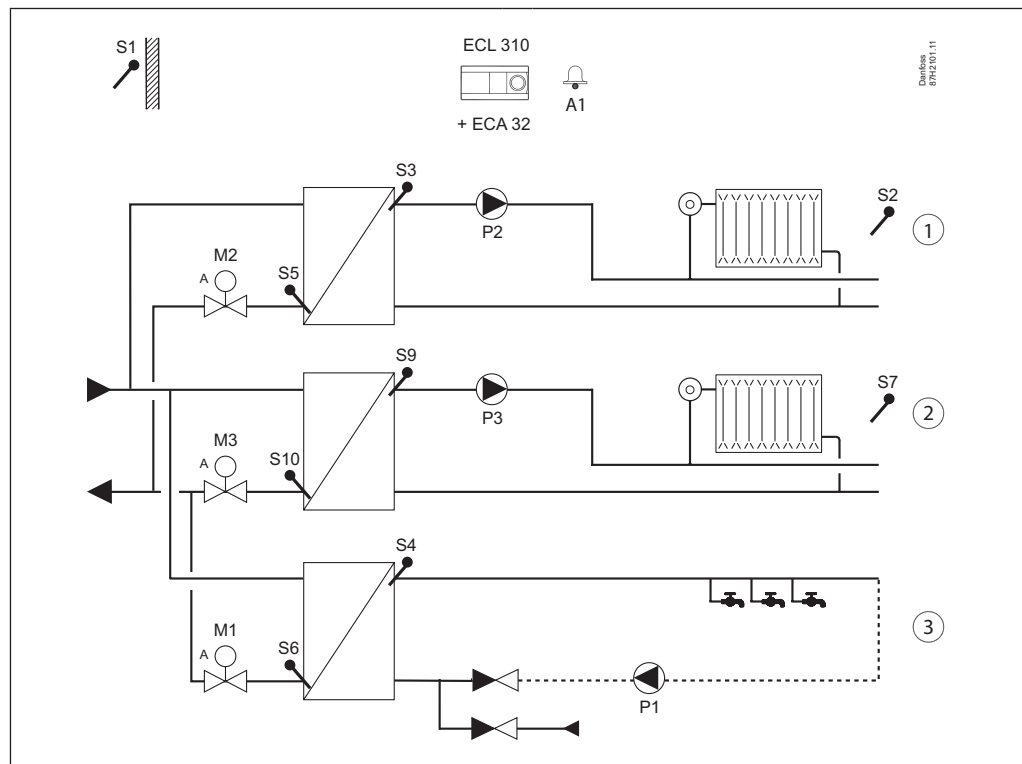 S1
ECL 310
+ ECA 32
A1
Danfoss
87H2101.11
S3
P2
S2
1
M2
A
S5
S9
P3
S7
2
M3
A
S10
S4
3
M1
A
S6
P1